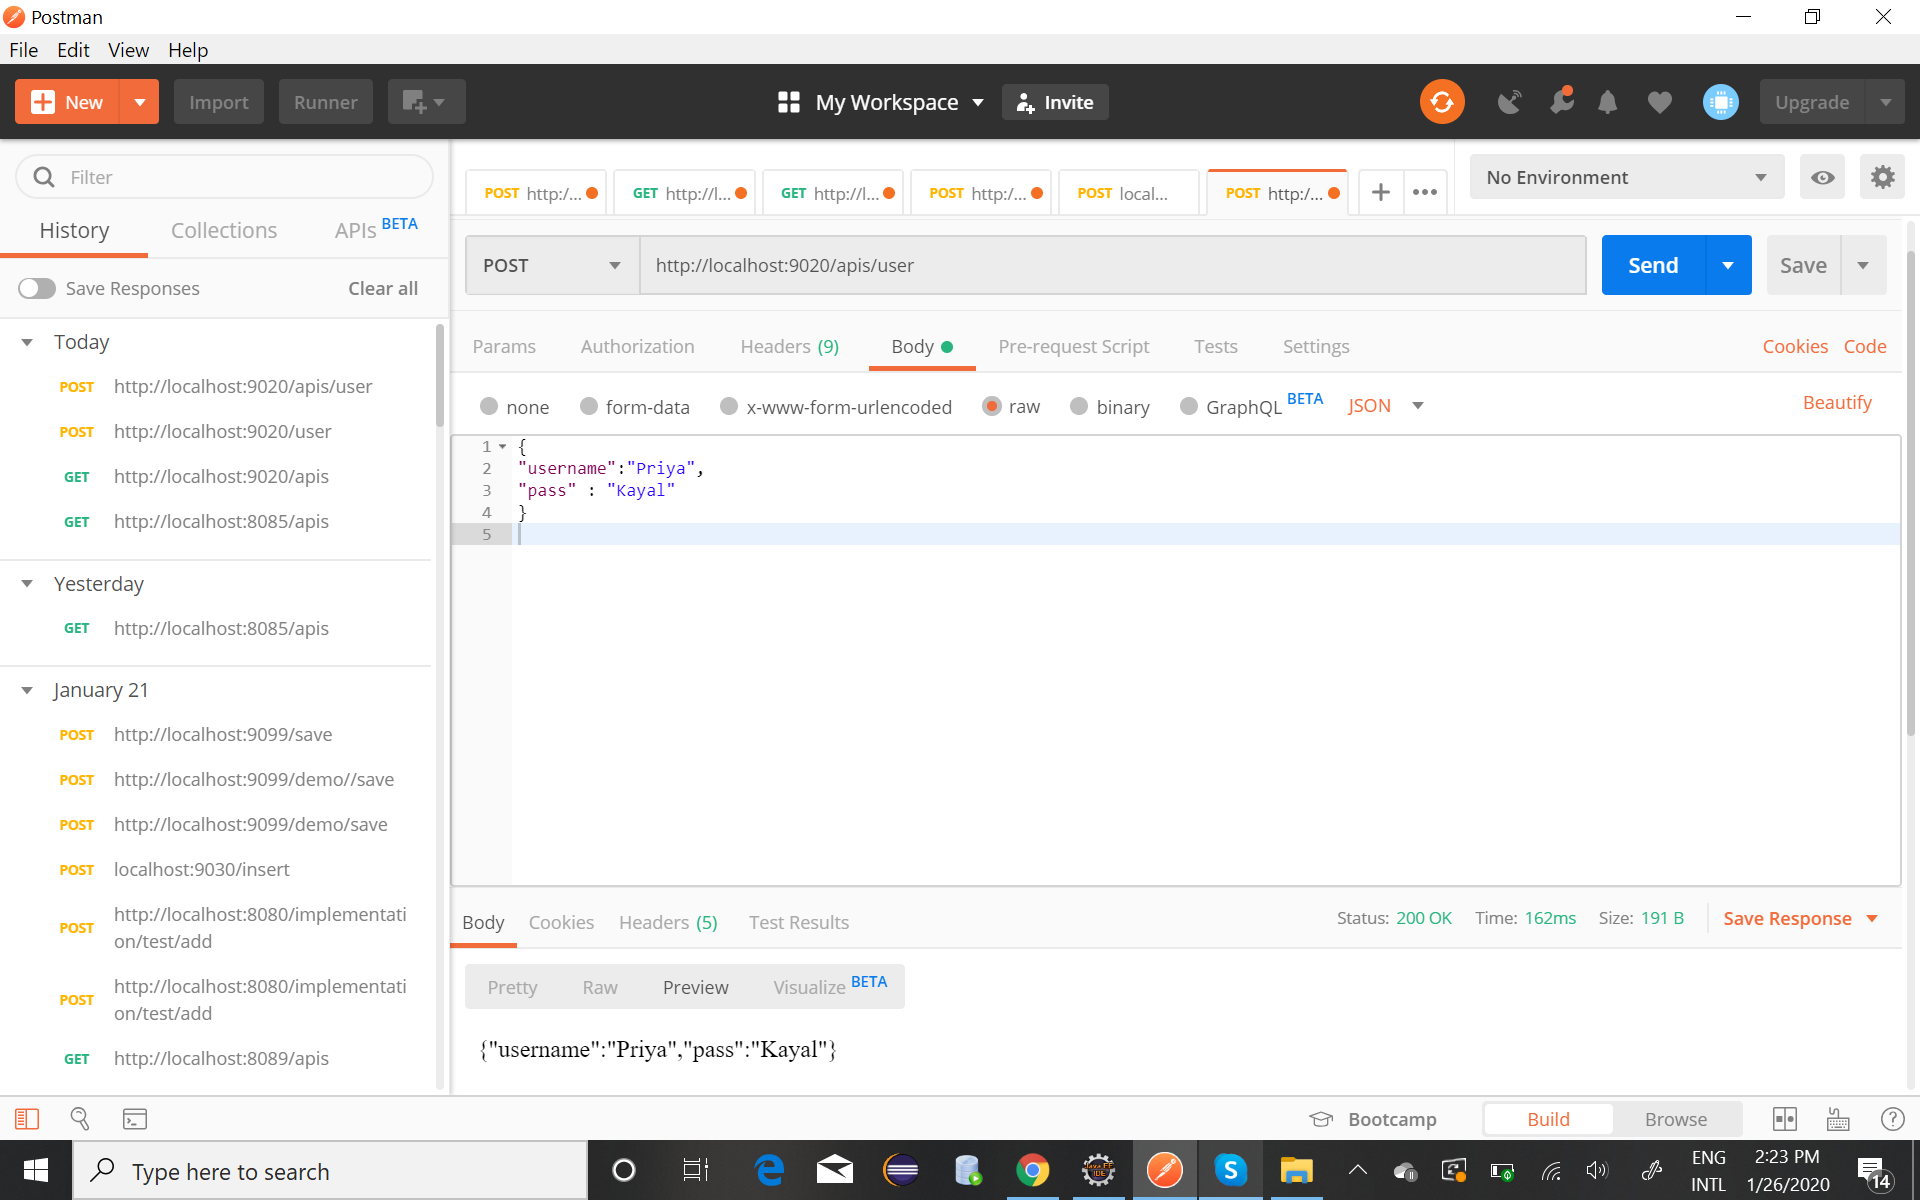 Postman
File Edit View Help
New Import Runner My Workspace Invite Upgrade
Filter
History Collections APIs BETA
Save Responses Clear all
Today
POST http://localhost:9020/apis/user
POST http://localhost:9020/user
GET http://localhost:9020/apis
GET http://localhost:8085/apis
Yesterday
GET http://localhost:8085/apis
January 21
POST http://localhost:9099/save
POST http://localhost:9099/demo//save
POST http://localhost:9099/demo/save
POST localhost:9030/insert
POST http://localhost:8080/implementati
on/test/add
POST http://localhost:8080/implementati
on/test/add
GET http://localhost:8089/apis
POST http:/... GET http://l... GET http://l... POST http:/... POST local... POST http:/... + ••• No Environment
POST http://localhost:9020/apis/user Send Save
Params Authorization Headers (9) Body Pre-request Script Tests Settings Cookies Code
none form-data x-www-form-urlencoded raw binary GraphQL BETA JSON Beautify
1 {
2 "username":"Priya",
3 "pass" : "Kayal"
4 }
5
Body Cookies Headers (5) Test Results Status: 200 OK Time: 162ms Size: 191 B Save Response
Pretty Raw Preview Visualize BETA
{"username":"Priya","pass":"Kayal"}
Bootcamp Build Browse
Type here to search
ENG 2:23 PM
INTL 1/26/2020 14